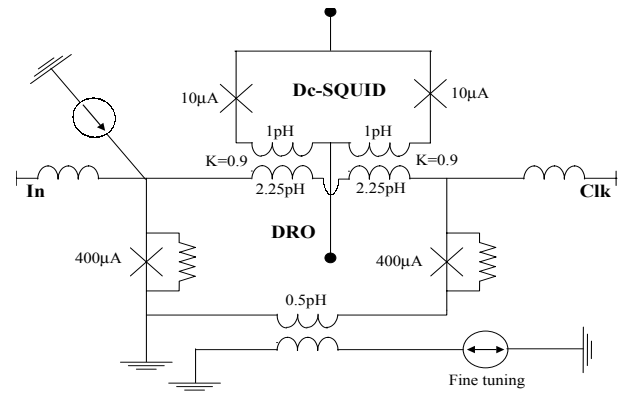 10µA
Dc-SQUID
10µA
1pH
1pH
K=0.9
K=0.9
In
2.25pH
2.25pH
Clk
DRO
400µA
400µA
0.5pH
Fine tuning